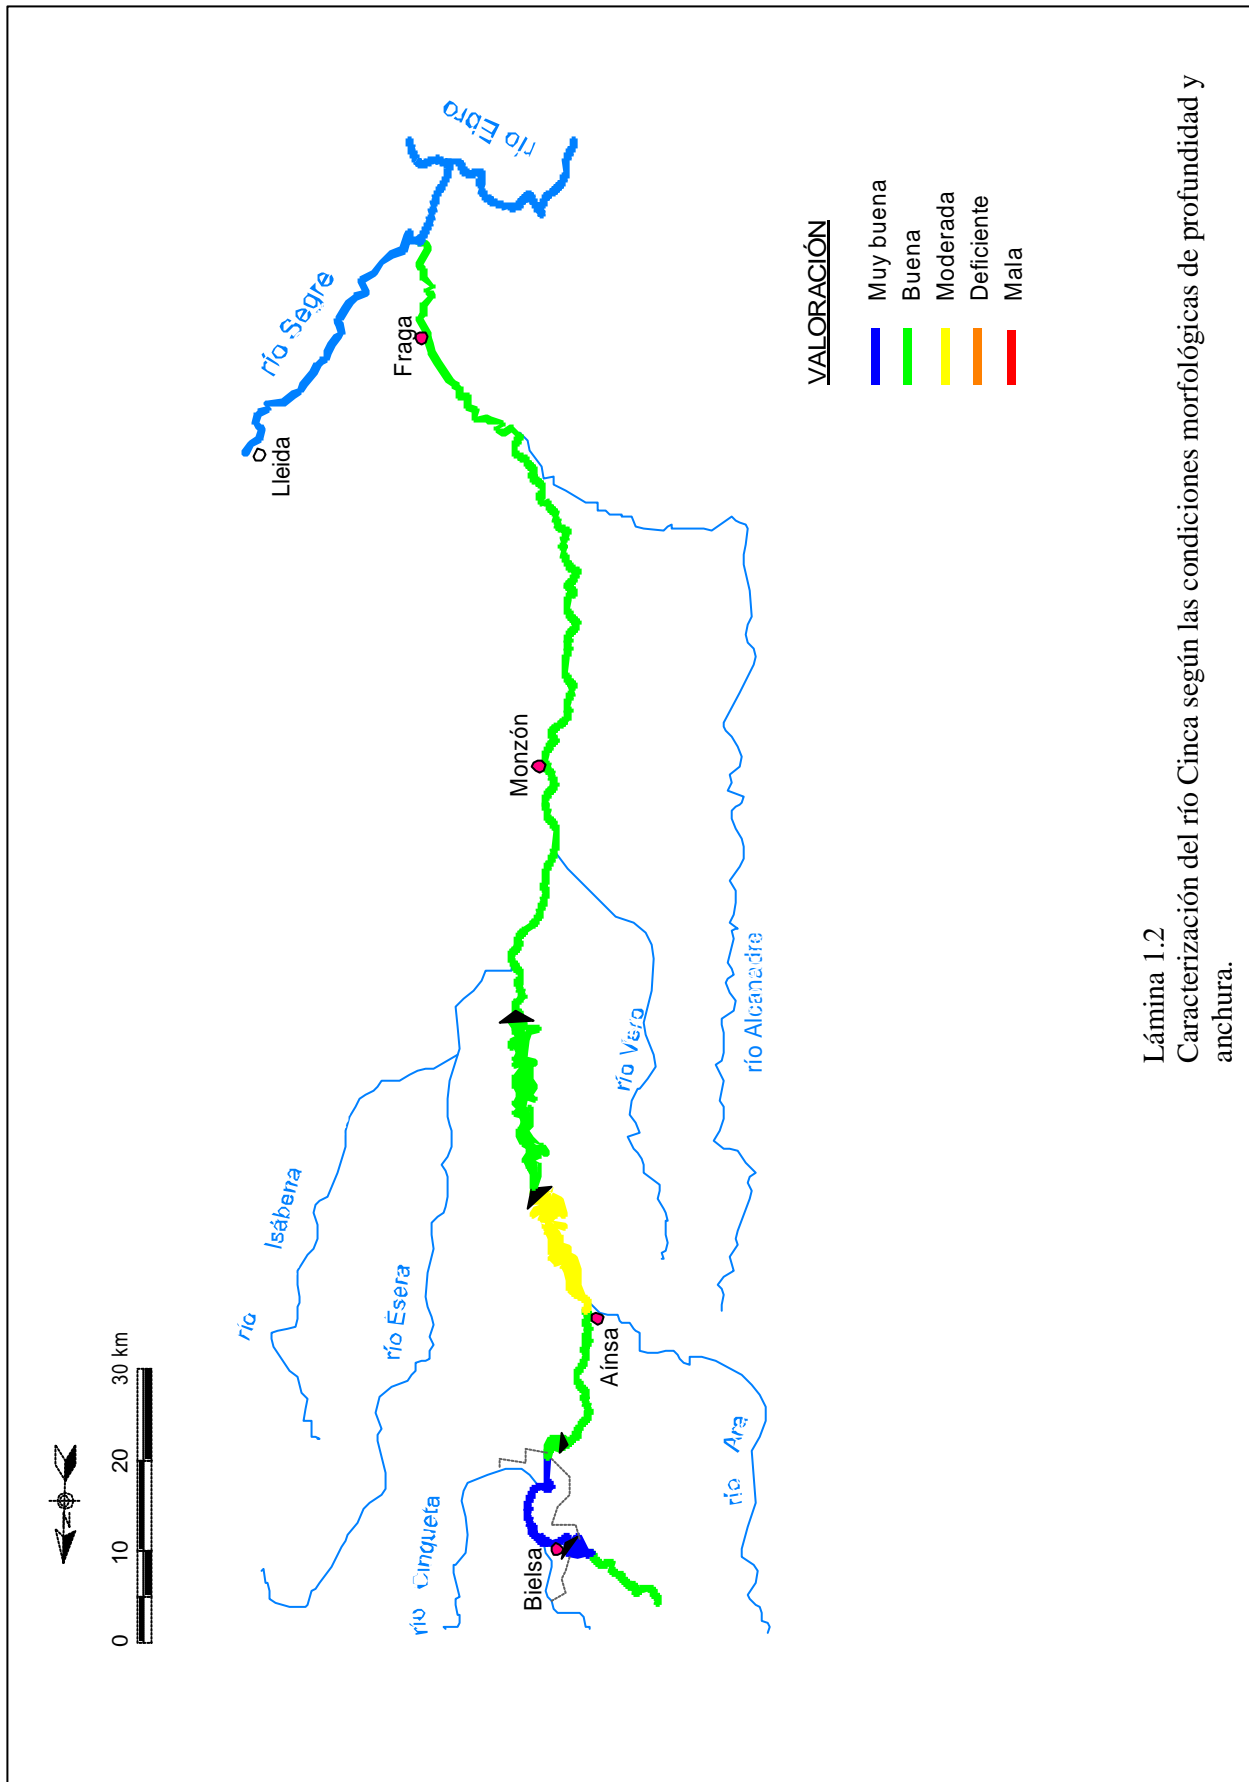 0 10 20 30 km
N
río Cinqueta
Bielsa
río Ara
Aínsa
río Esera
río Isábena
río Vero
río Alcanadre
Monzón
Lleida
Fraga
río Segre
río Ebro
VALORACIÓN
Muy buena
Buena
Moderada
Deficiente
Mala
Lámina 1.2
Caracterización del río Cinca según las condiciones morfológicas de profundidad y
anchura.